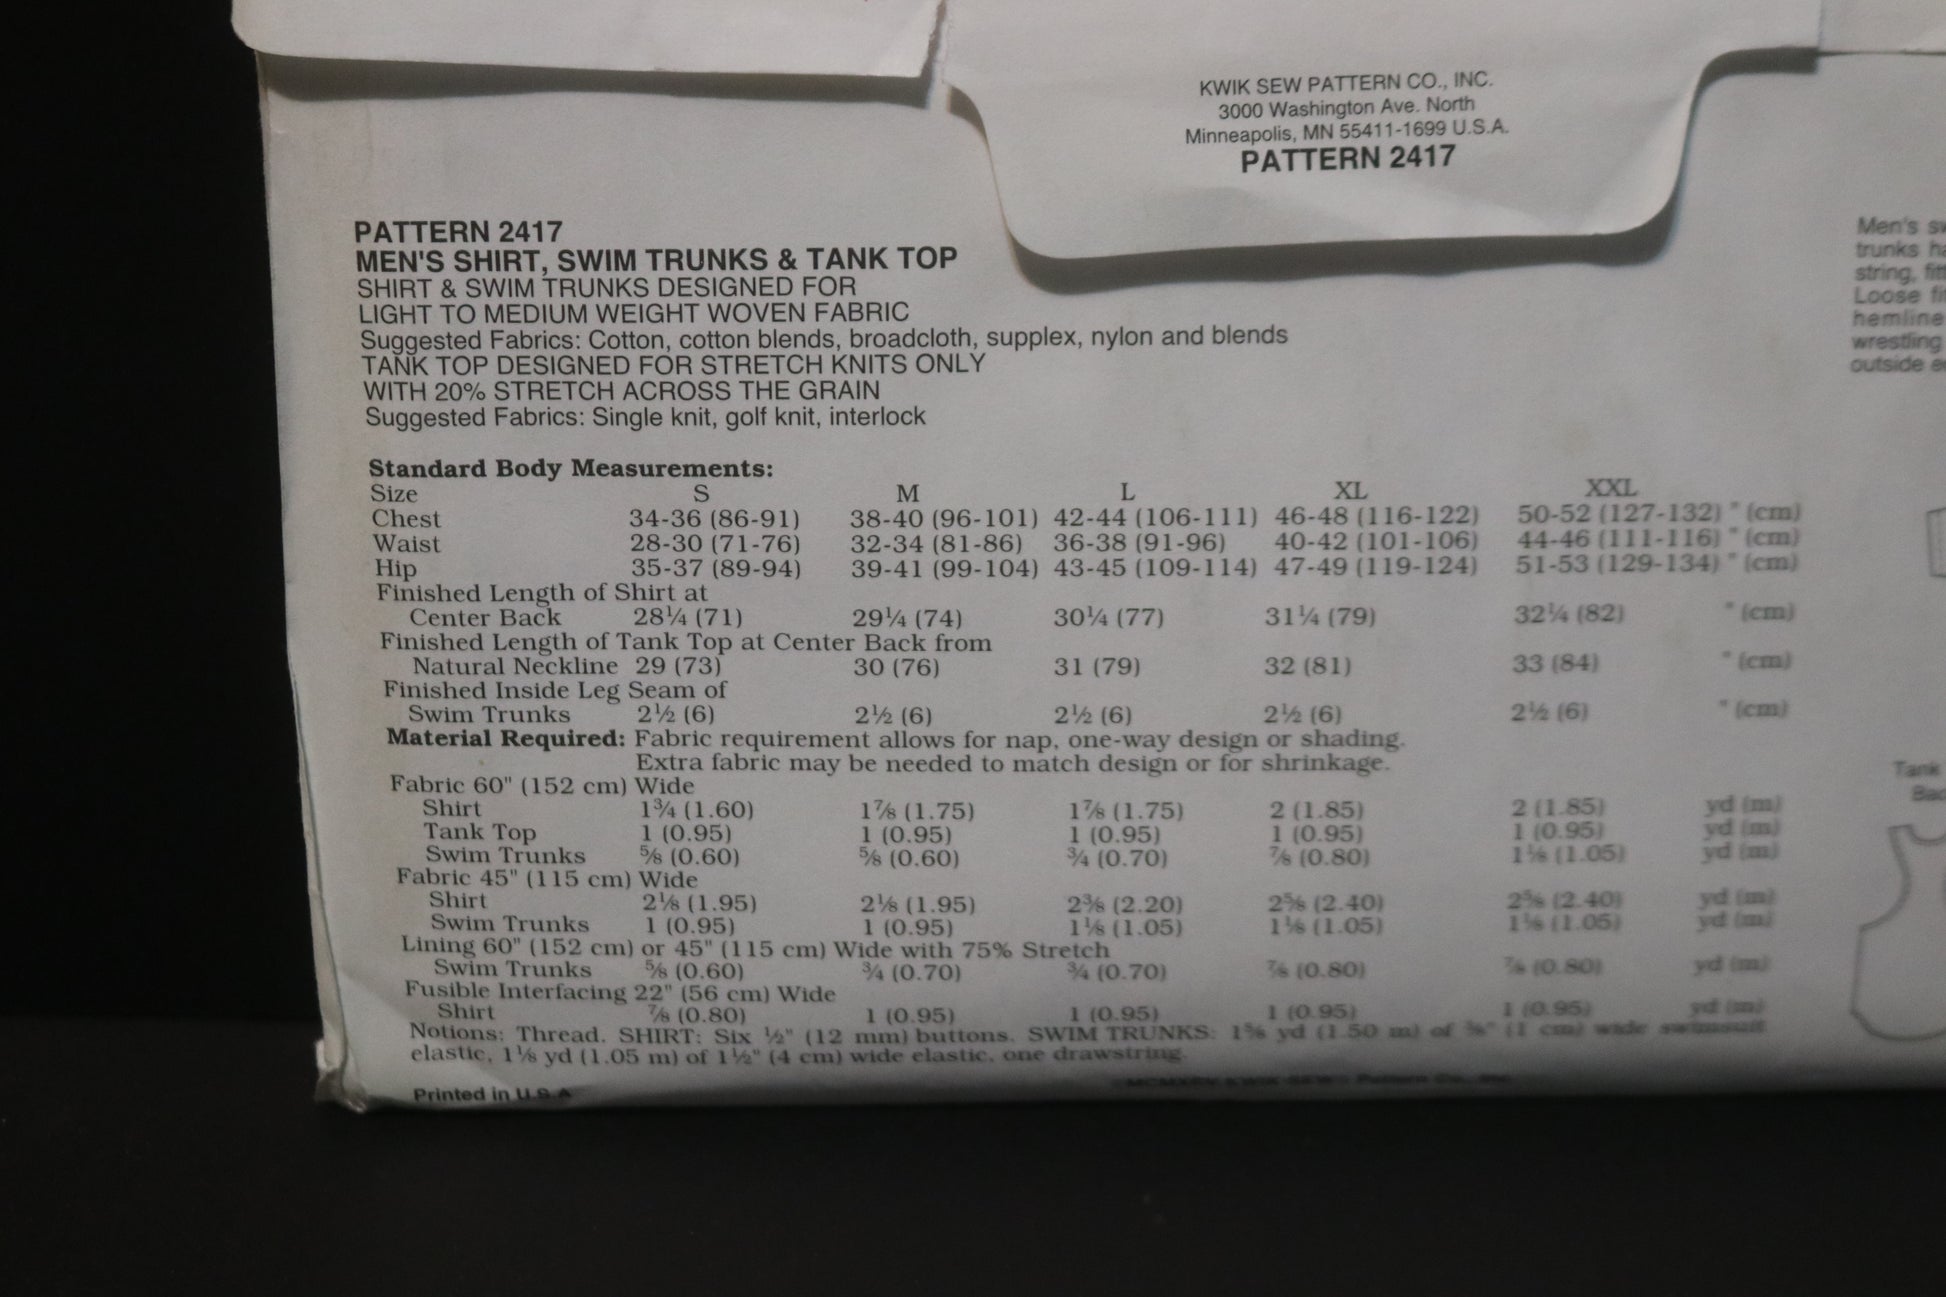 KWIK SEW PATTERN CO., INC.
3000 Washington Ave. North
Minneapolis, MN 55411-1699 U.S.A.
PATTERN 2417
PATTERN 2417
MEN'S SHIRT, SWIM TRUNKS & TANK TOP
SHIRT & SWIM TRUNKS DESIGNED FOR
LIGHT TO MEDIUM WEIGHT WOVEN FABRIC
Suggested Fabrics: Cotton, cotton blends, broadcloth, supplex, nylon and blends
TANK TOP DESIGNED FOR STRETCH KNITS ONLY
WITH 20% STRETCH ACROSS THE GRAIN
Suggested Fabrics: Single knit, golf knit, interlock
Standard Body Measurements:
Size S M L XL XXL
Chest 34-36 (86-91) 38-40 (96-101) 42-44 (106-111) 46-48 (116-122) 50-52 (127-132) " (cm)
Waist 28-30 (71-76) 32-34 (81-86) 36-38 (91-96) 40-42 (101-106) 44-46 (111-116) " (cm)
Hip 35-37 (89-94) 39-41 (99-104) 43-45 (109-114) 47-49 (119-124) 51-53 (129-134) " (cm)
Finished Length of Shirt at
Center Back 28¼ (71) 29¼ (74) 30¼ (77) 31¼ (79) 32¼ (82) " (cm)
Finished Length of Tank Top at Center Back from
Natural Neckline 29 (73) 30 (76) 31 (79) 32 (81) 33 (84) " (cm)
Finished Inside Leg Seam of
Swim Trunks 2½ (6) 2½ (6) 2½ (6) 2½ (6) 2½ (6) " (cm)
Material Required: Fabric requirement allows for nap, one-way design or shading.
Extra fabric may be needed to match design or for shrinkage.
Fabric 60" (152 cm) Wide
Shirt 1¾ (1.60) 1⅞ (1.75) 1⅞ (1.75) 2 (1.85) 2 (1.85) yd (m)
Tank Top 1 (0.95) 1 (0.95) 1 (0.95) 1 (0.95) 1 (0.95) yd (m)
Swim Trunks ⅝ (0.60) ⅝ (0.60) ¾ (0.70) ⅞ (0.80) 1⅛ (1.05) yd (m)
Fabric 45" (115 cm) Wide
Shirt 2⅛ (1.95) 2⅛ (1.95) 2⅜ (2.20) 2⅝ (2.40) 2⅝ (2.40) yd (m)
Swim Trunks 1 (0.95) 1 (0.95) 1⅛ (1.05) 1⅛ (1.05) 1⅛ (1.05) yd (m)
Lining 60" (152 cm) or 45" (115 cm) Wide with 75% Stretch
Swim Trunks ⅝ (0.60) ¾ (0.70) ¾ (0.70) ⅞ (0.80) ⅞ (0.80) yd (m)
Fusible Interfacing 22" (56 cm) Wide
Shirt ⅞ (0.80) 1 (0.95) 1 (0.95) 1 (0.95) 1 (0.95) yd (m)
Notions: Thread. SHIRT: Six ½" (12 mm) buttons. SWIM TRUNKS: 1⅝ yd (1.50 m) of ⅜" (1 cm) wide swimsuit
elastic, 1⅛ yd (1.05 m) of 1½" (4 cm) wide elastic, one drawstring.
Printed in U.S.A
MCMXCV KWIK-SEW Pattern Co., Inc.
Men's
trunks
string,
Loose
hemline
wrestling
outside
Tank